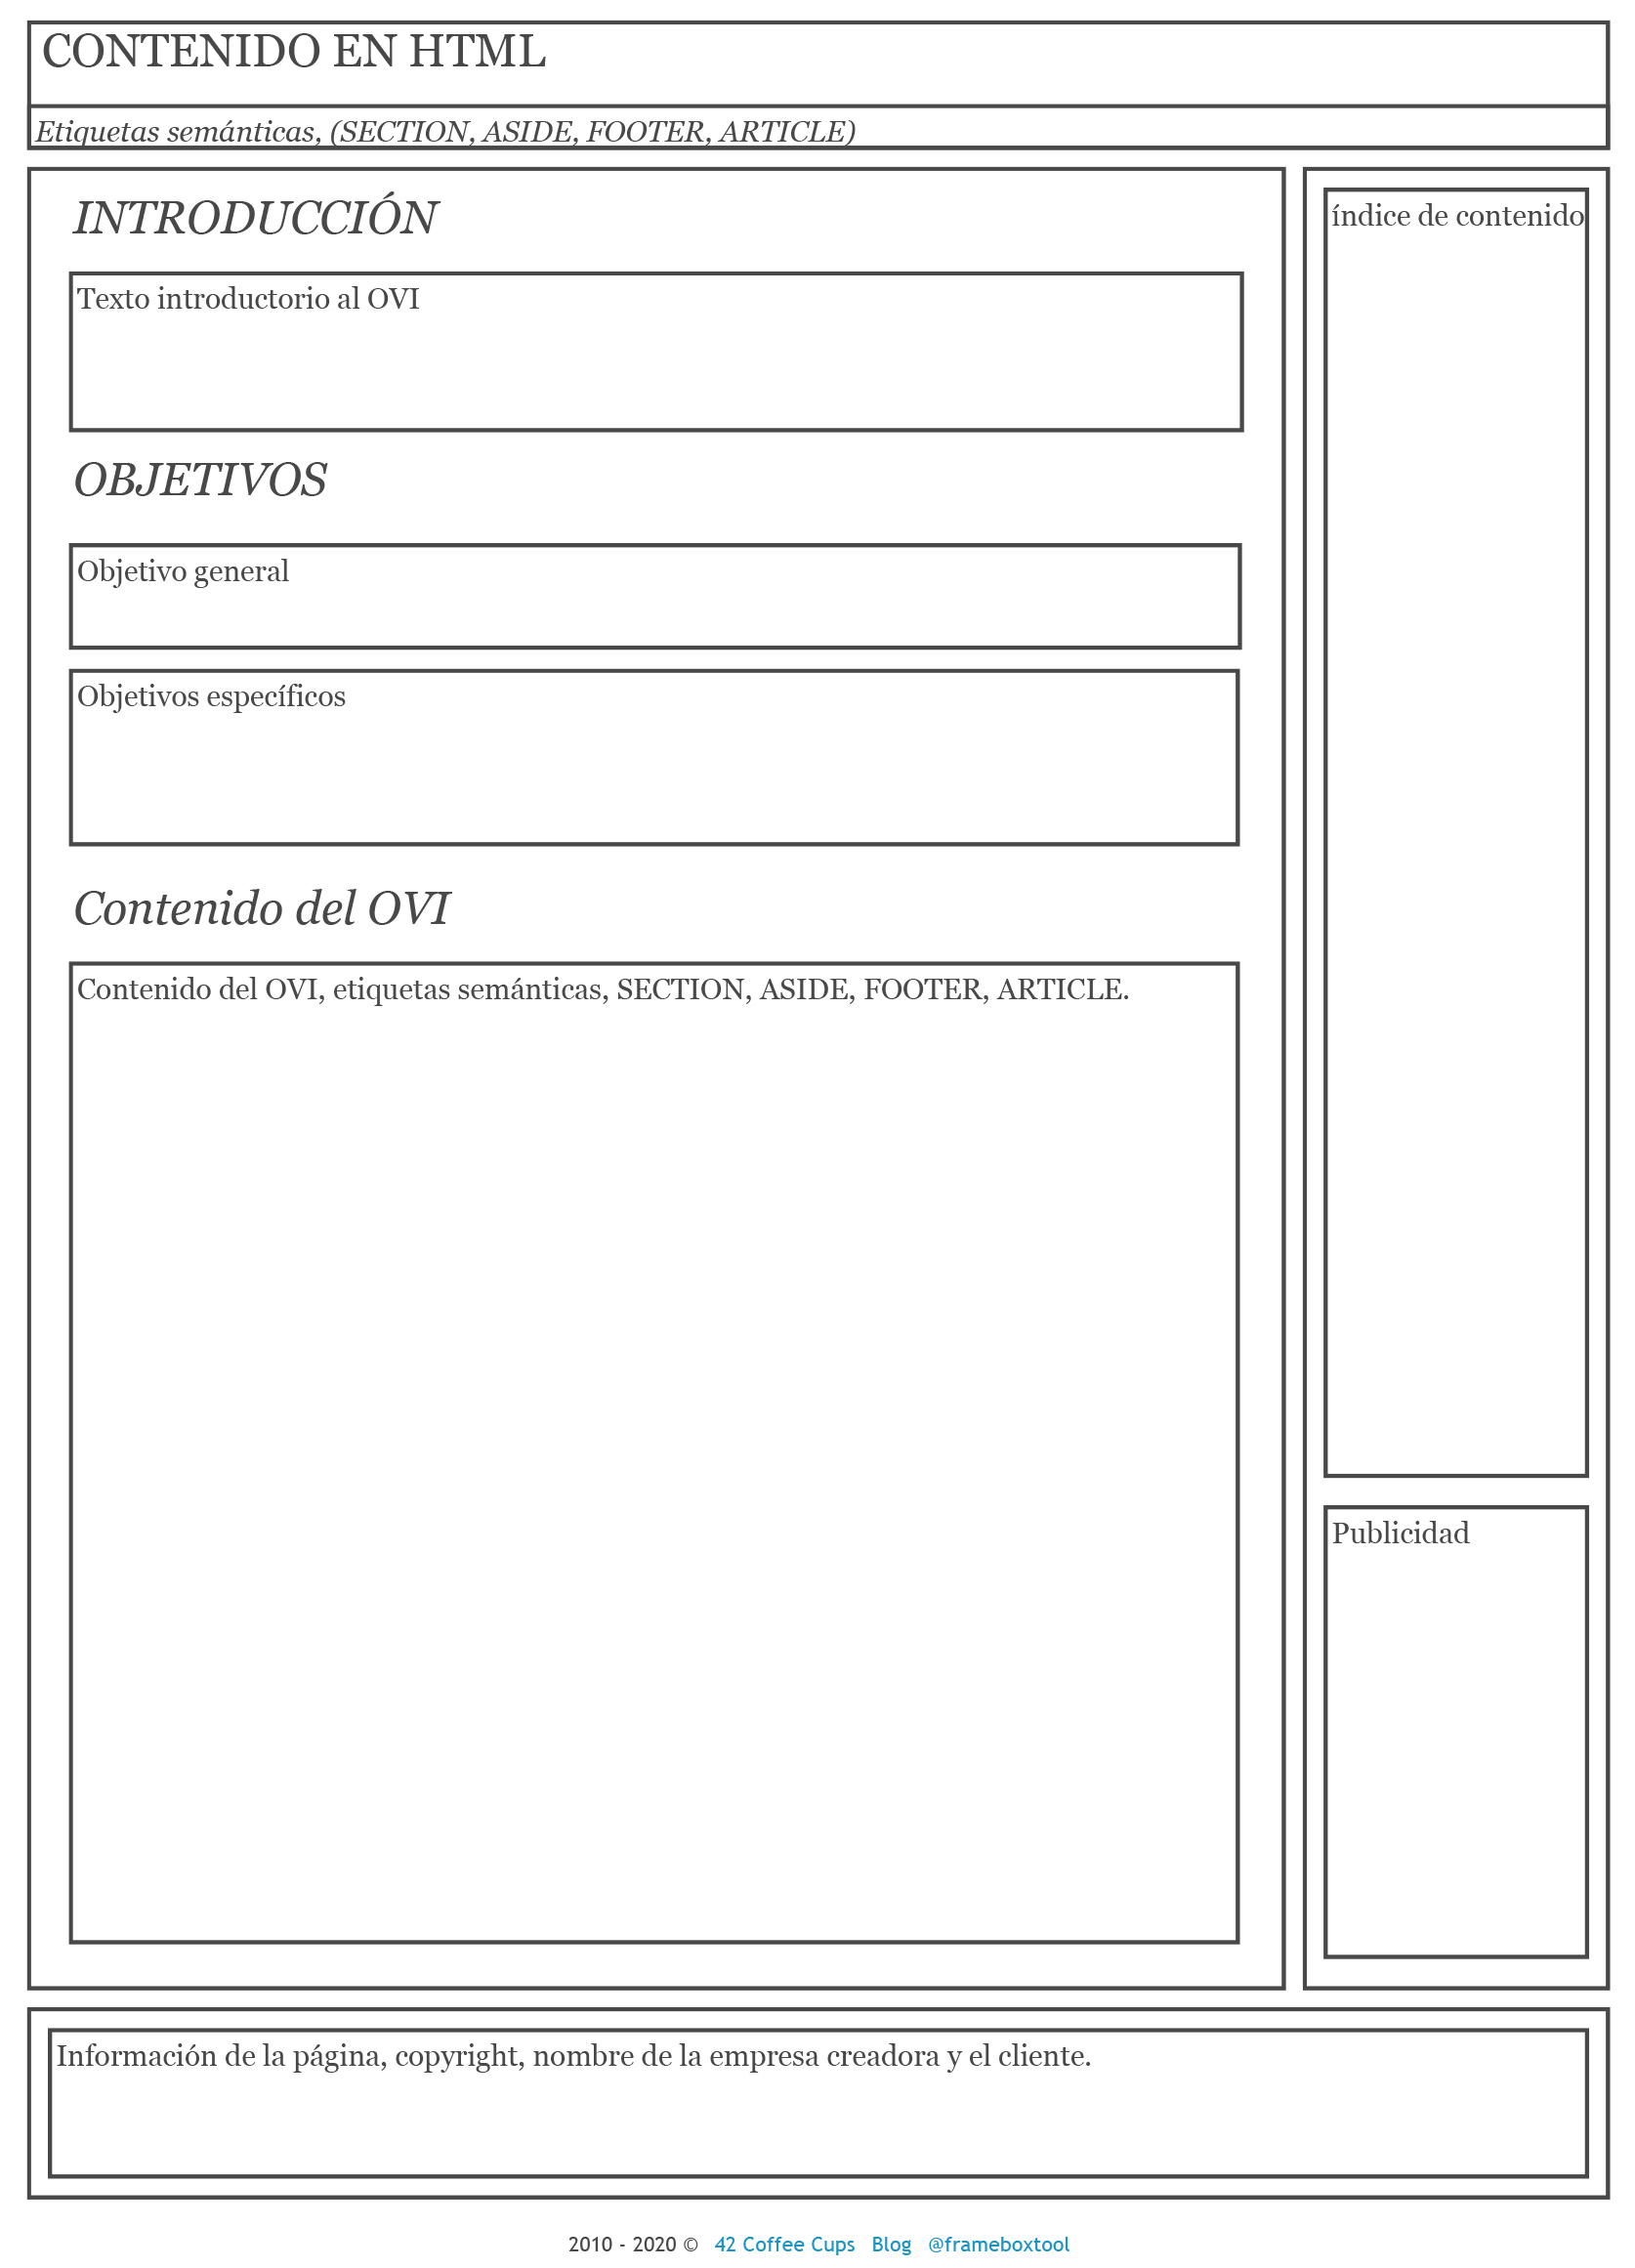 CONTENIDO EN HTML
Etiquetas semánticas, (SECTION, ASIDE, FOOTER, ARTICLE)
INTRODUCCIÓN
Texto introductorio al OVI
OBJETIVOS
Objetivo general
Objetivos específicos
Contenido del OVI
Contenido del OVI, etiquetas semánticas, SECTION, ASIDE, FOOTER, ARTICLE.
índice de contenido
Publicidad
Información de la página, copyright, nombre de la empresa creadora y el cliente.
2010 - 2020 © 42 Coffee Cups Blog @frameboxtool